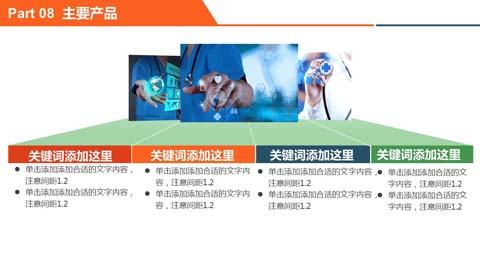 Part 08 主要产品
关键词添加这里
单击添加添加合适的文字内容，
注意间距1.2
单击添加添加合适的文字内容，
注意间距1.2
关键词添加这里
单击添加添加合适的文字内
容，注意间距1.2
单击添加添加合适的文字内
容，注意间距1.2
关键词添加这里
单击添加添加合适的文字内容，
注意间距1.2
单击添加添加合适的文字内容，
注意间距1.2
关键词添加这里
单击添加添加合适的文
字内容，注意间距1.2
单击添加添加合适的文
字内容，注意间距1.2